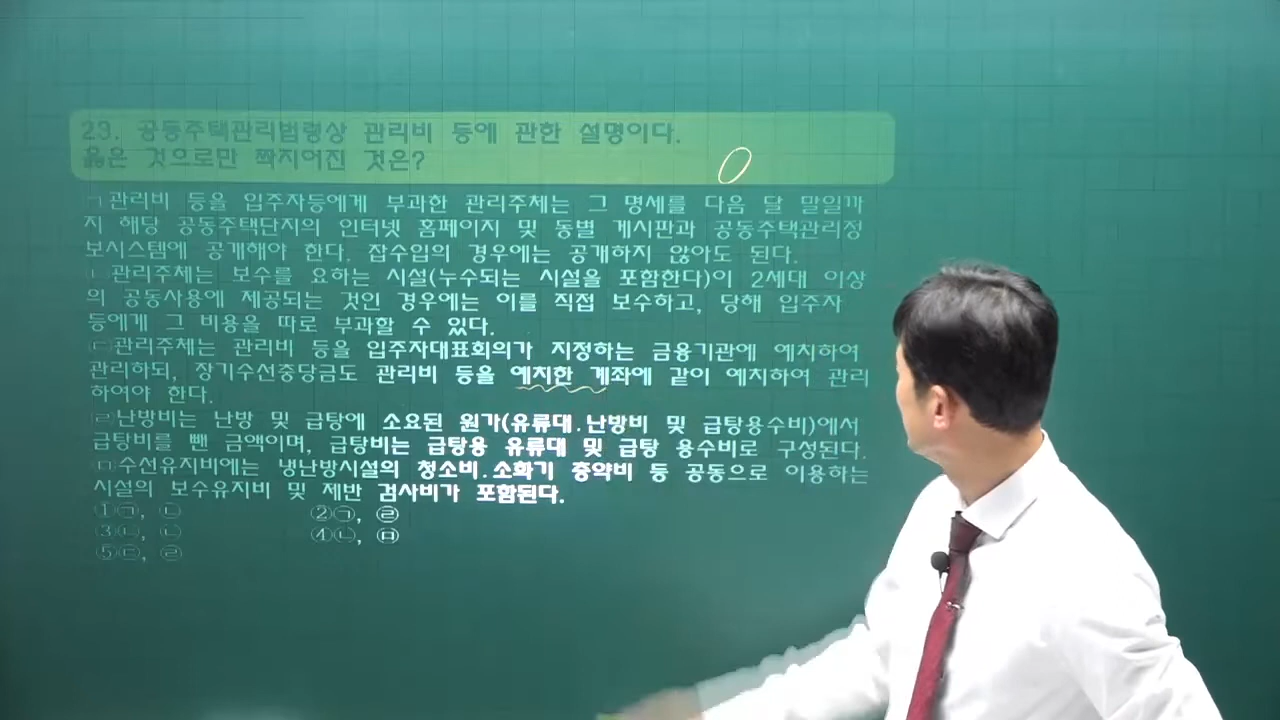 23. 공동주택관리법령상 관리비 등에 관한 설명이다.
옳은 것으로만 짝지어진 것은?
㉠관리비 등을 입주자등에게 부과한 관리주체는 그 명세를 다음 달 말일까
지 해당 공동주택단지의 인터넷 홈페이지 및 동별 게시판과 공동주택관리정
보시스템에 공개해야 한다. 잡수입의 경우에는 공개하지 않아도 된다.
㉡관리주체는 보수를 요하는 시설(누수되는 시설을 포함한다)이 2세대 이상
의 공동사용에 제공되는 것인 경우에는 이를 직접 보수하고, 당해 입주자
등에게 그 비용을 따로 부과할 수 있다.
㉢관리주체는 관리비 등을 입주자대표회의가 지정하는 금융기관에 예치하여
관리하되, 장기수선충당금도 관리비 등을 예치한 계좌에 같이 예치하여 관리
하여야 한다.
㉣난방비는 난방 및 급탕에 소요된 원가(유류대.난방비 및 급탕용수비)에서
급탕비를 뺀 금액이며, 급탕비는 급탕용 유류대 및 급탕 용수비로 구성된다.
㉤수선유지비에는 냉난방시설의 청소비.소화기 충약비 등 공동으로 이용하는
시설의 보수유지비 및 제반 검사비가 포함된다.
①㉠, ㉡ ②㉠, ㉣
③㉡, ㉢ ④㉡, ㉤
⑤㉢, ㉣